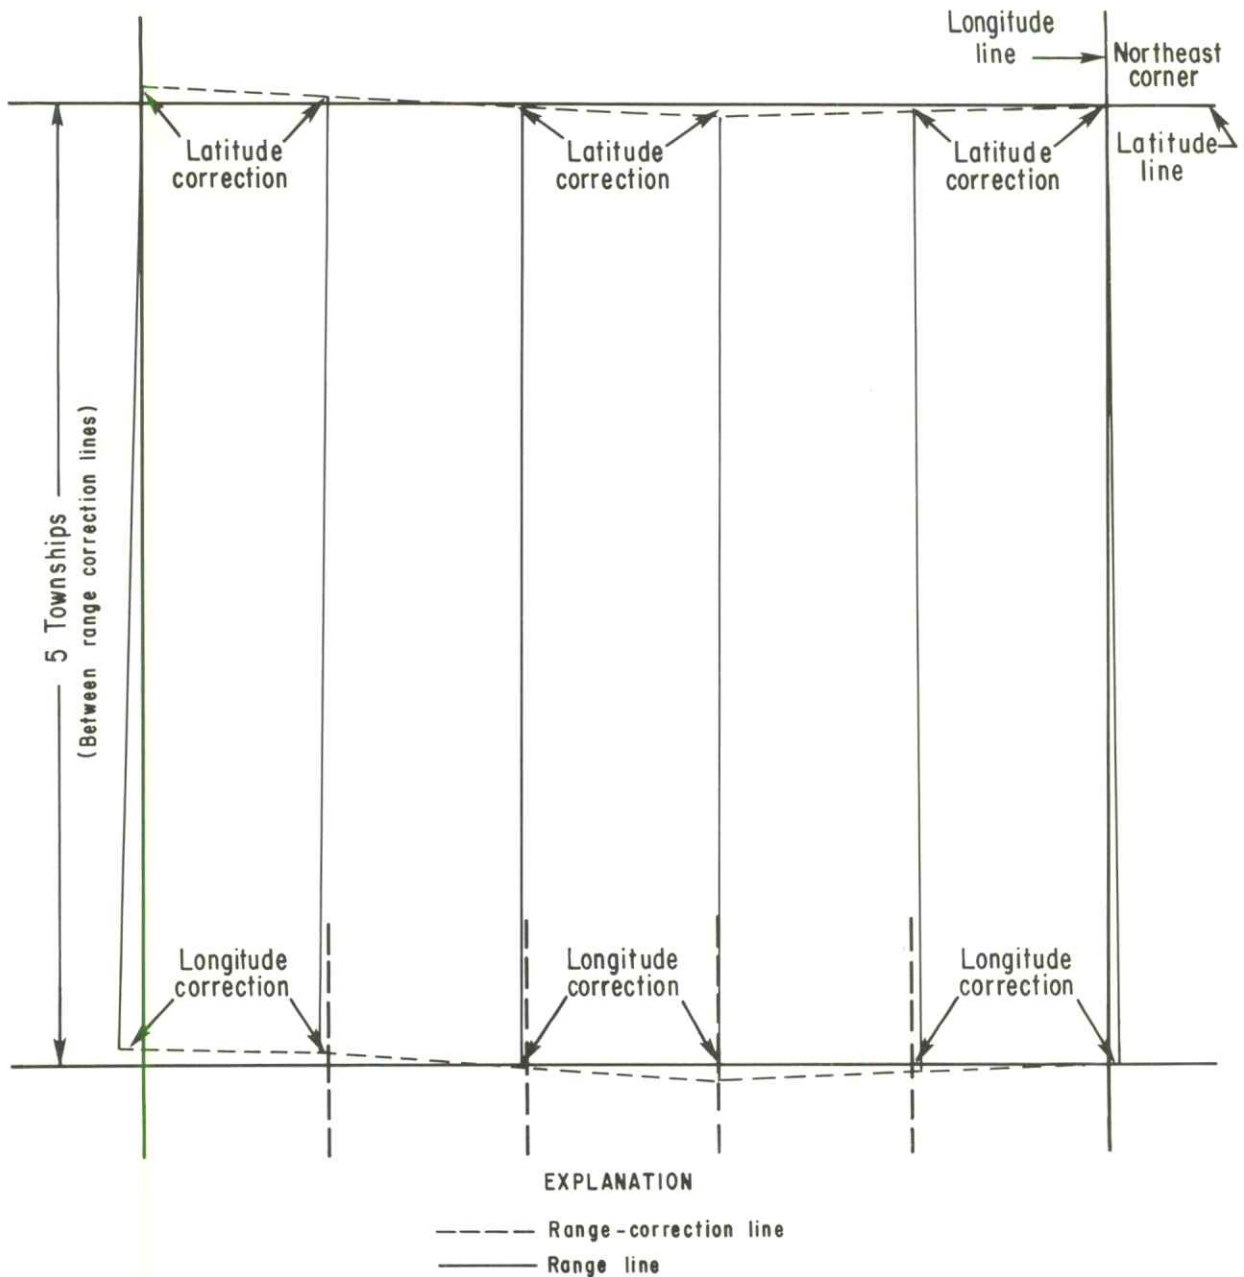 Longitude
line
Northeast
corner
Latitude
correction
Latitude
correction
Latitude
correction
Latitude
line
5 Townships
(Between range correction lines)
Longitude
correction
Longitude
correction
Longitude
correction
EXPLANATION
Range-correction line
Range line